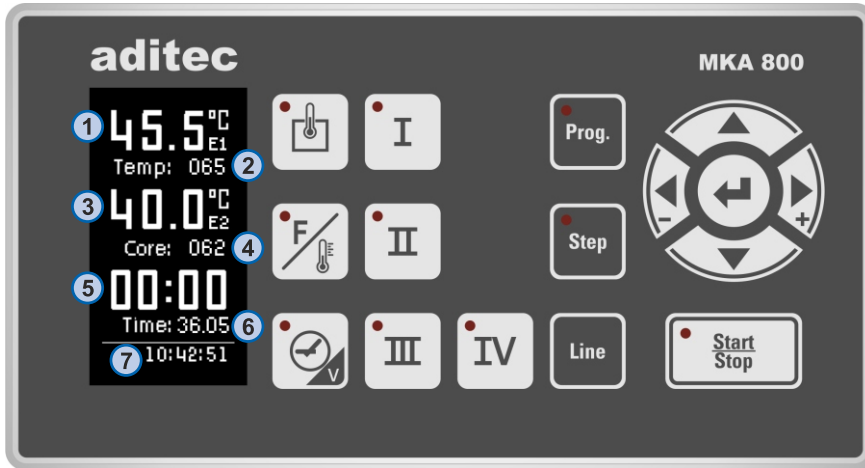 aditec
MKA 800
1 45.5°C
E1
Temp: 065 2
3 40.0°C
E2
Core: 062 4
5 00:00
Time: 36.05 6
7 10:42:51
I
Prog.
F
II
Step
- +
V
III
IV
Line
Start
Stop